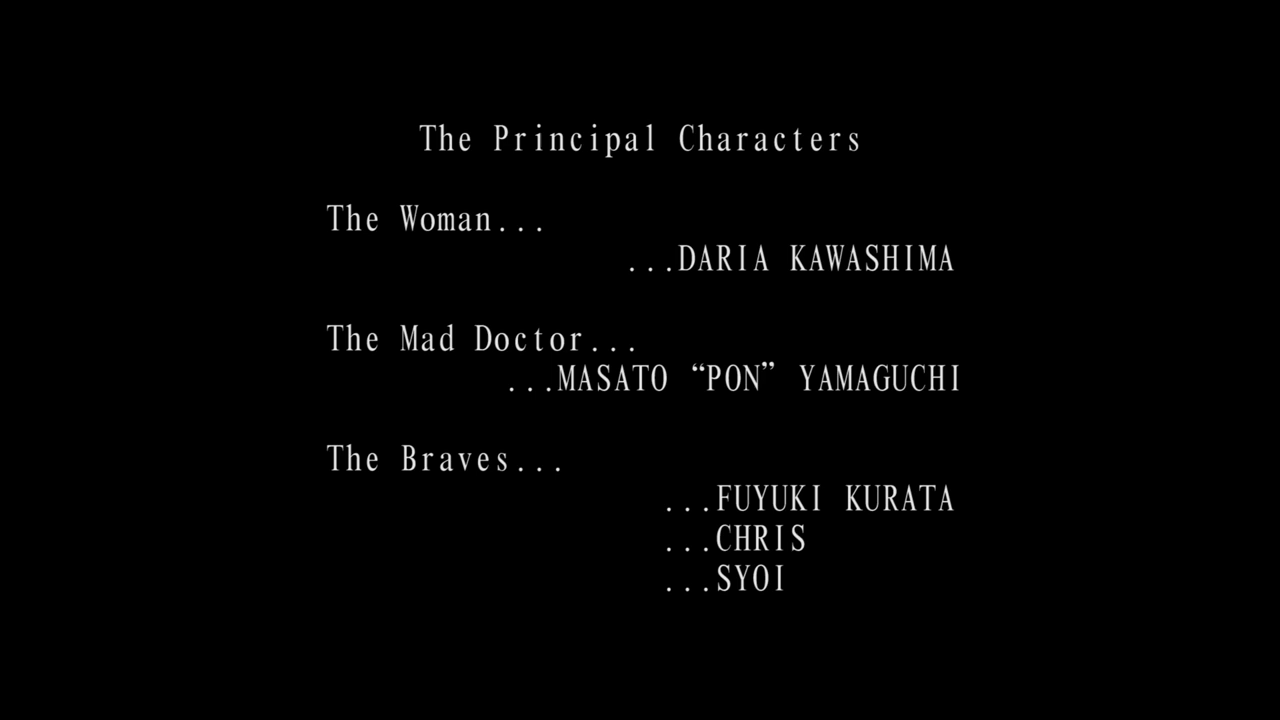 The Principal Characters
The Woman...
...DARIA KAWASHIMA
The Mad Doctor...
...MASATO “PON” YAMAGUCHI
The Braves...
...FUYUKI KURATA
...CHRIS
...SYOI